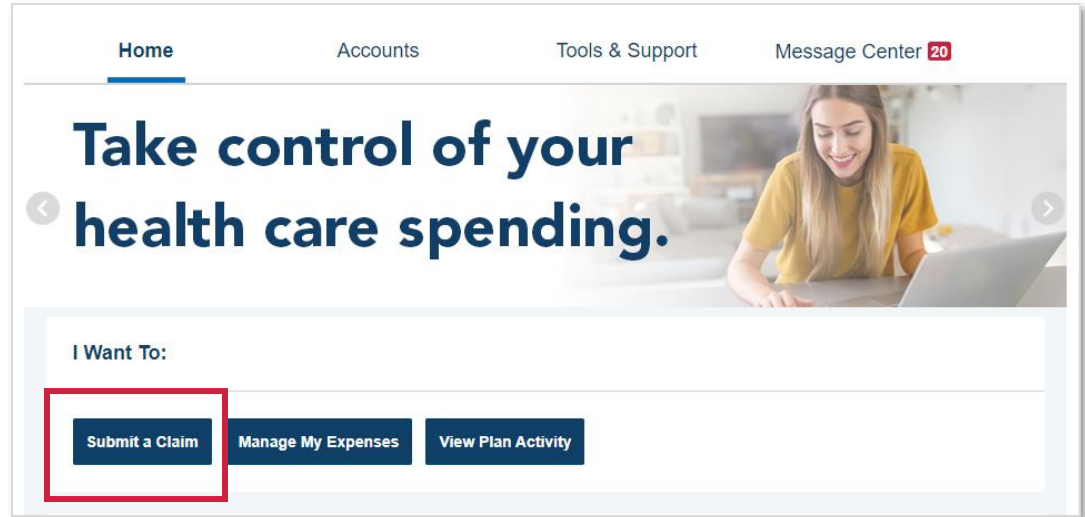 Home Accounts Tools & Support Message Center 20
Take control of your
health care spending.
I Want To:
Submit a Claim Manage My Expenses View Plan Activity